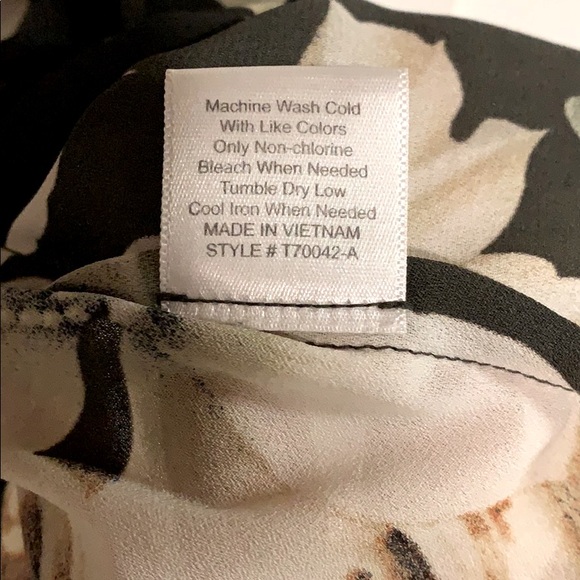 Machine Wash Cold
With Like Colors
Only Non-chlorine
Bleach When Needed
Tumble Dry Low
Cool Iron When Needed
MADE IN VIETNAM
STYLE # T70042-A